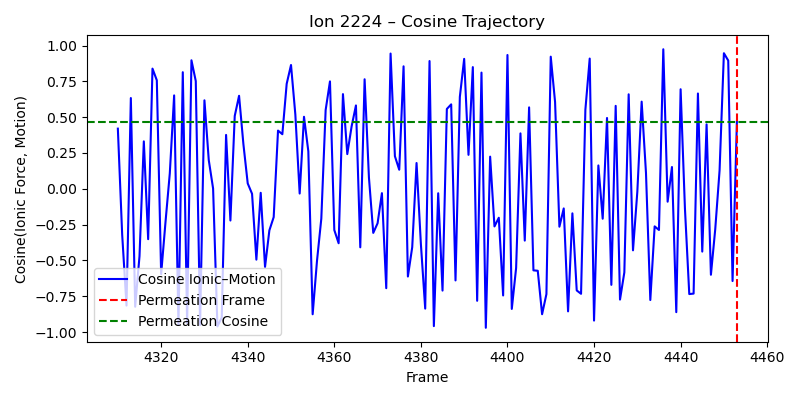 Ion 2224 – Cosine Trajectory
Cosine(Ionic Force, Motion)
1.00
0.75
0.50
0.25
0.00
−0.25
−0.50
−0.75
−1.00
Cosine Ionic–Motion
Permeation Frame
Permeation Cosine
4320
4340
4360
4380
4400
4420
4440
4460
Frame